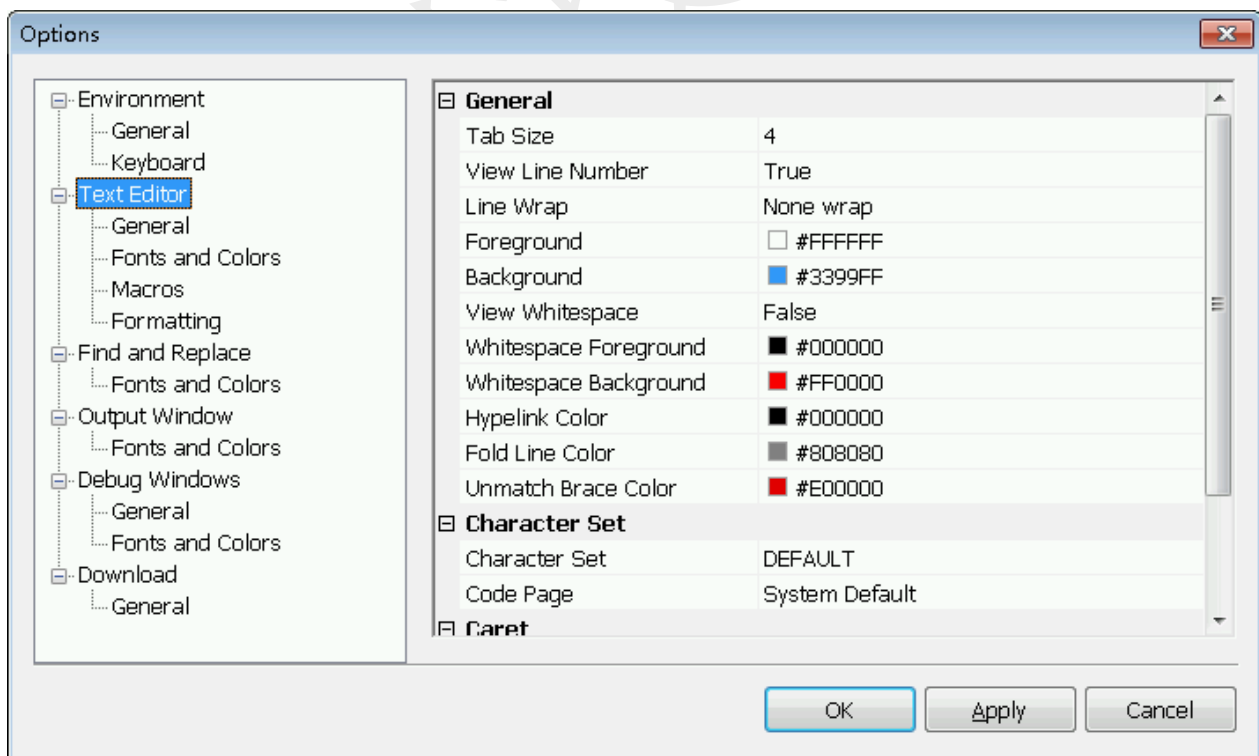 Options
Environment
General
Keyboard
Text Editor
General
Fonts and Colors
Macros
Formatting
Find and Replace
Fonts and Colors
Output Window
Fonts and Colors
Debug Windows
General
Fonts and Colors
Download
General
General
Tab Size 4
View Line Number True
Line Wrap None wrap
Foreground #FFFFFF
Background #3399FF
View Whitespace False
Whitespace Foreground #000000
Whitespace Background #FF0000
Hypelink Color #000000
Fold Line Color #808080
Unmatch Brace Color #E00000
Character Set
Character Set DEFAULT
Code Page System Default
Caret
OK Apply Cancel